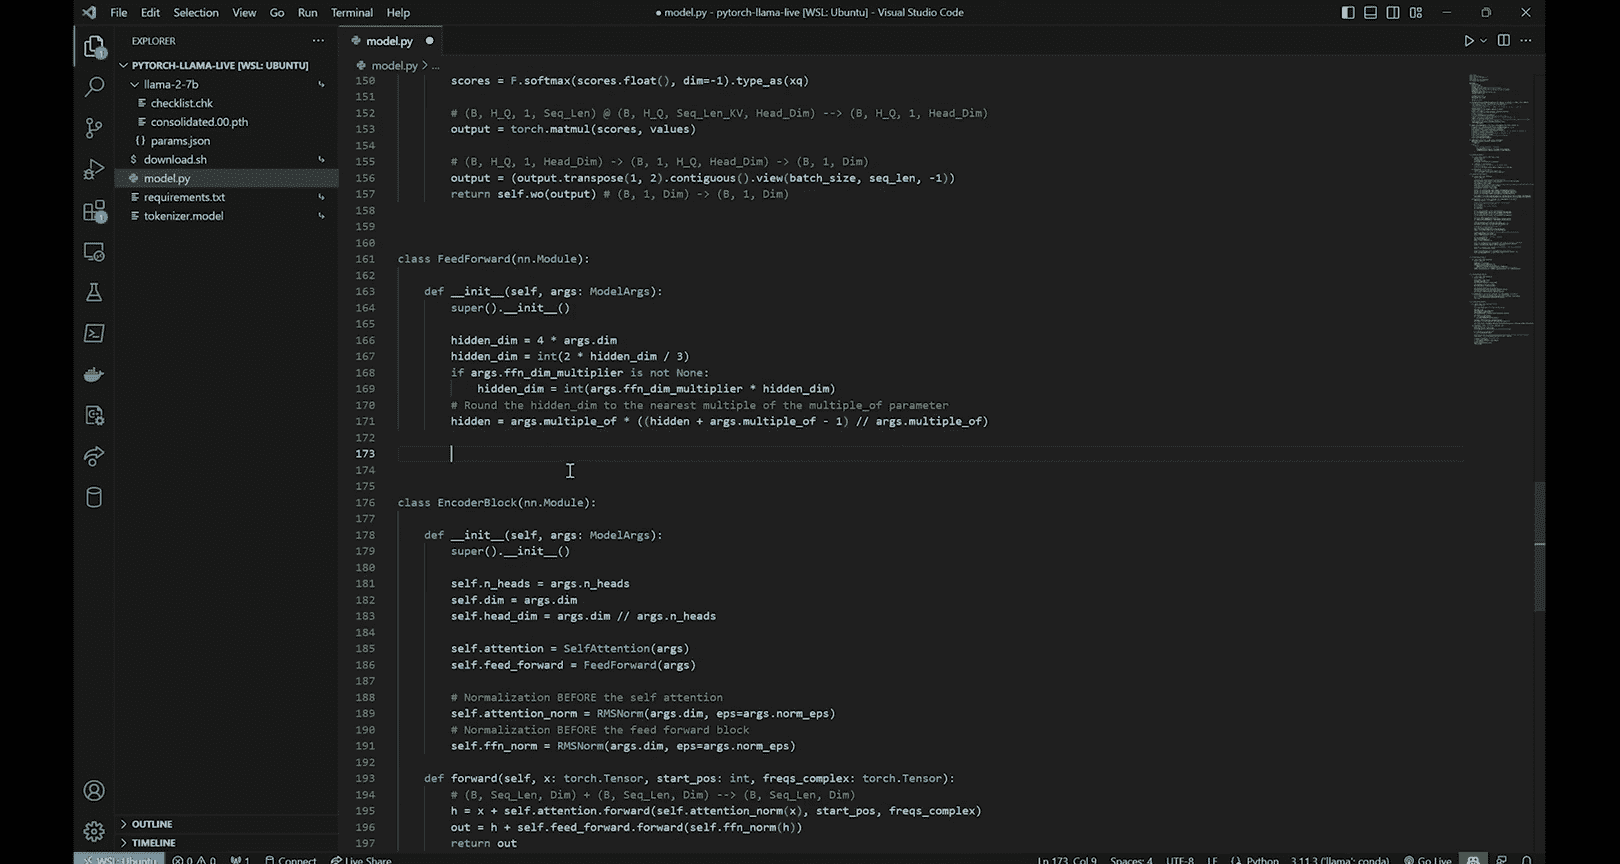 File Edit Selection View Go Run Terminal Help
● model.py - pytorch-llama-live [WSL: Ubuntu] - Visual Studio Code
EXPLORER
PYTORCH-LLAMA-LIVE [WSL: UBUNTU]
llama-2-7b
checklist.chk
consolidated.00.pth
{} params.json
$ download.sh
model.py
requirements.txt
tokenizer.model
OUTLINE
TIMELINE
model.py ●
model.py > ...
150 scores = F.softmax(scores.float(), dim=-1).type_as(xq)
151
152 # (B, H_Q, 1, Seq_Len) @ (B, H_Q, Seq_Len_KV, Head_Dim) --> (B, H_Q, 1, Head_Dim)
153 output = torch.matmul(scores, values)
154
155 # (B, H_Q, 1, Head_Dim) -> (B, 1, H_Q, Head_Dim) -> (B, 1, Dim)
156 output = (output.transpose(1, 2).contiguous().view(batch_size, seq_len, -1))
157 return self.wo(output) # (B, 1, Dim) -> (B, 1, Dim)
158
159
160
161 class FeedForward(nn.Module):
162
163 def __init__(self, args: ModelArgs):
164 super().__init__()
165
166 hidden_dim = 4 * args.dim
167 hidden_dim = int(2 * hidden_dim / 3)
168 if args.ffn_dim_multiplier is not None:
169 hidden_dim = int(args.ffn_dim_multiplier * hidden_dim)
170 # Round the hidden_dim to the nearest multiple of the multiple_of parameter
171 hidden = args.multiple_of * ((hidden + args.multiple_of - 1) // args.multiple_of)
172
173
174
175
176 class EncoderBlock(nn.Module):
177
178 def __init__(self, args: ModelArgs):
179 super().__init__()
180
181 self.n_heads = args.n_heads
182 self.dim = args.dim
183 self.head_dim = args.dim // args.n_heads
184
185 self.attention = SelfAttention(args)
186 self.feed_forward = FeedForward(args)
187
188 # Normalization BEFORE the self attention
189 self.attention_norm = RMSNorm(args.dim, eps=args.norm_eps)
190 # Normalization BEFORE the feed forward block
191 self.ffn_norm = RMSNorm(args.dim, eps=args.norm_eps)
192
193 def forward(self, x: torch.Tensor, start_pos: int, freqs_complex: torch.Tensor):
194 # (B, Seq_Len, Dim) + (B, Seq_Len, Dim) --> (B, Seq_Len, Dim)
195 h = x + self.attention.forward(self.attention_norm(x), start_pos, freqs_complex)
196 out = h + self.feed_forward.forward(self.ffn_norm(h))
197 return out
WSL: Ubuntu 0 0 1 Connect Live Share Ln 173, Col 9 Spaces: 4 UTF-8 LF Python 3.11.3 ('llama': conda) Go Live